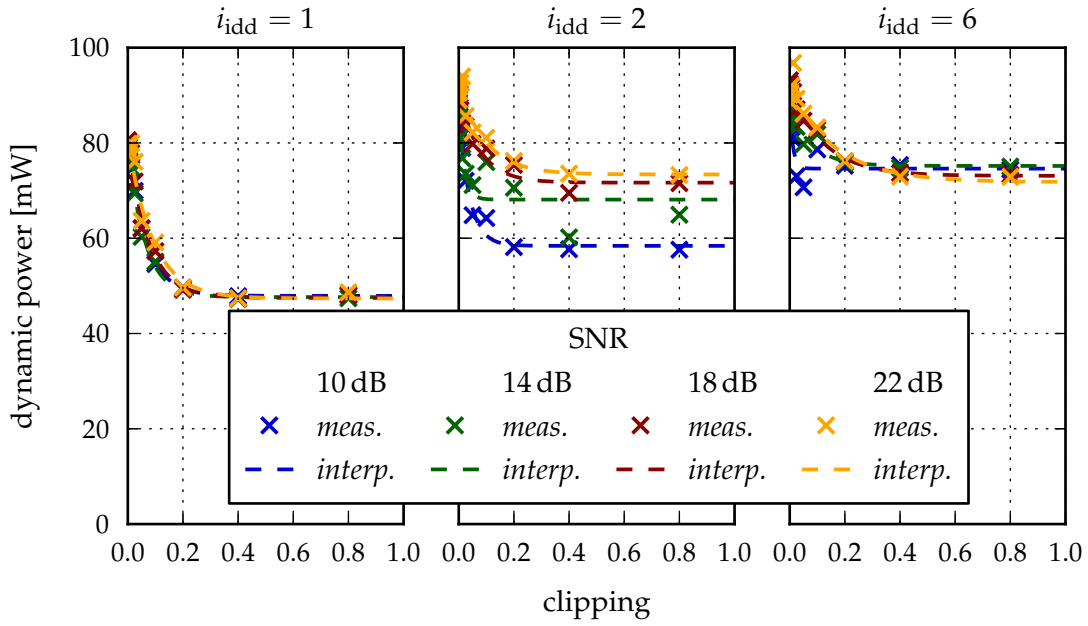 i_idd = 1 i_idd = 2 i_idd = 6
dynamic power [mW]
100
80
60
40
20
0
SNR
10 dB 14 dB 18 dB 22 dB
meas. meas. meas. meas.
interp. interp. interp. interp.
0.0 0.2 0.4 0.6 0.8 1.0 0.0 0.2 0.4 0.6 0.8 1.0 0.0 0.2 0.4 0.6 0.8 1.0
clipping